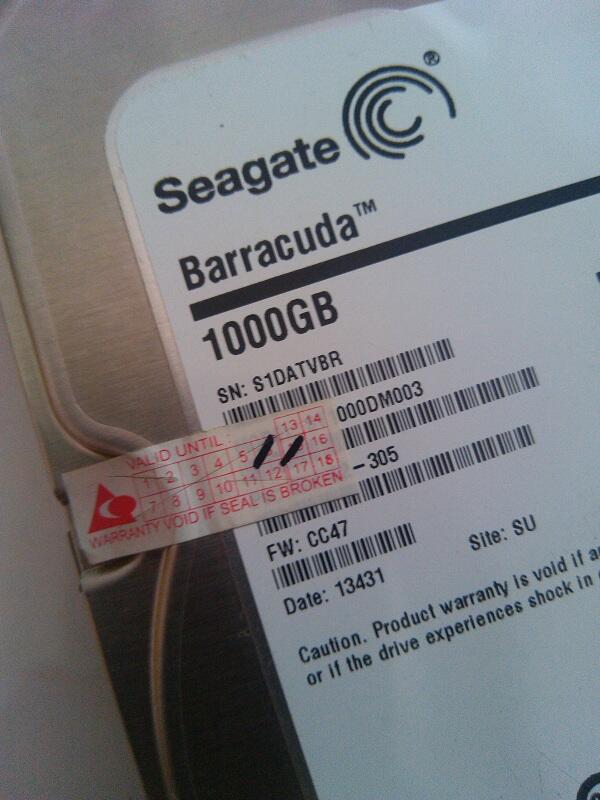 Seagate®
Barracuda™
1000GB
SN: S1DATVBR
000DM003
-305
FW: CC47
Site: SU
Date: 13431
Caution. Product warranty is void if
or if the drive experiences shock in
VALID UNTIL:
13 14
1 2 3 4 5 16
7 8 9 10 11 12 17 18
WARRANTY VOID IF SEAL IS BROKEN